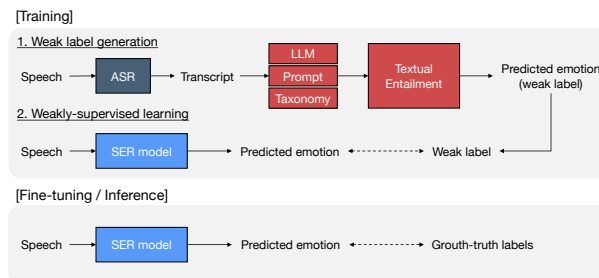 [Training]
1. Weak label generation
Speech
ASR
Transcript
LLM
Prompt
Taxonomy
Textual
Entailment
Predicted emotion
(weak label)
2. Weakly-supervised learning
Speech
SER model
Predicted emotion
Weak label
[Fine-tuning / Inference]
Speech
SER model
Predicted emotion
Grouth-truth labels